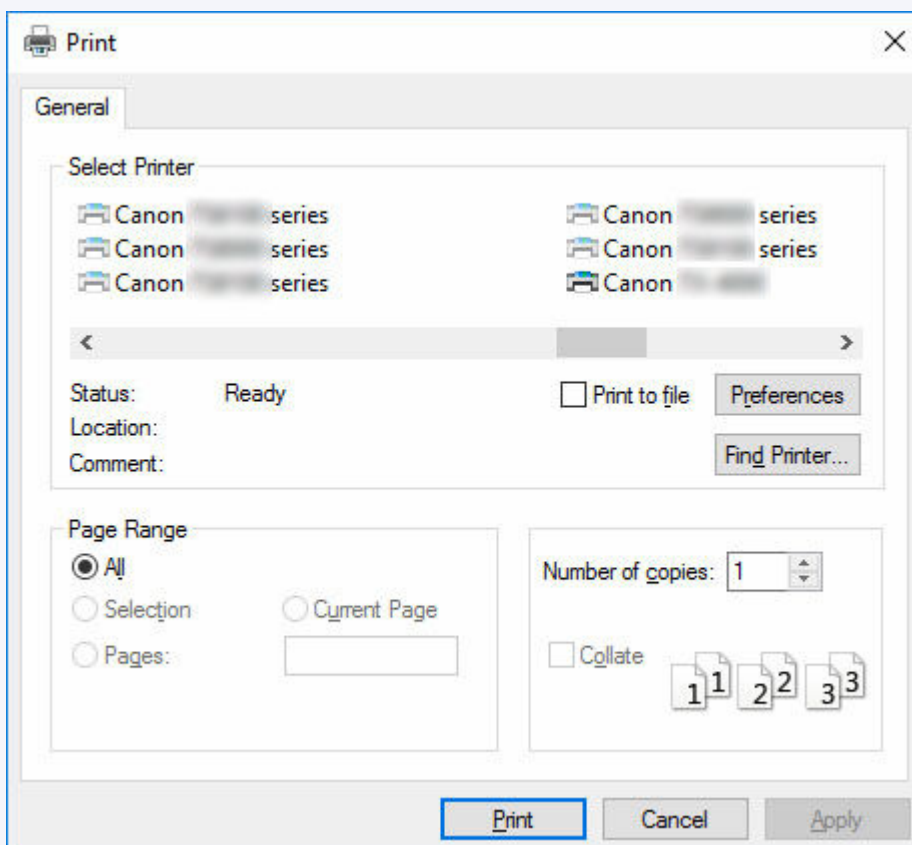 Print
General
Select Printer
Canon series Canon series
Canon series Canon series
Canon series Canon
Status: Ready Print to file Preferences
Location:
Comment: Find Printer...
Page Range
All
Number of copies: 1
Selection Current Page
Pages: Collate
1 1 2 2 3 3
Print Cancel Apply